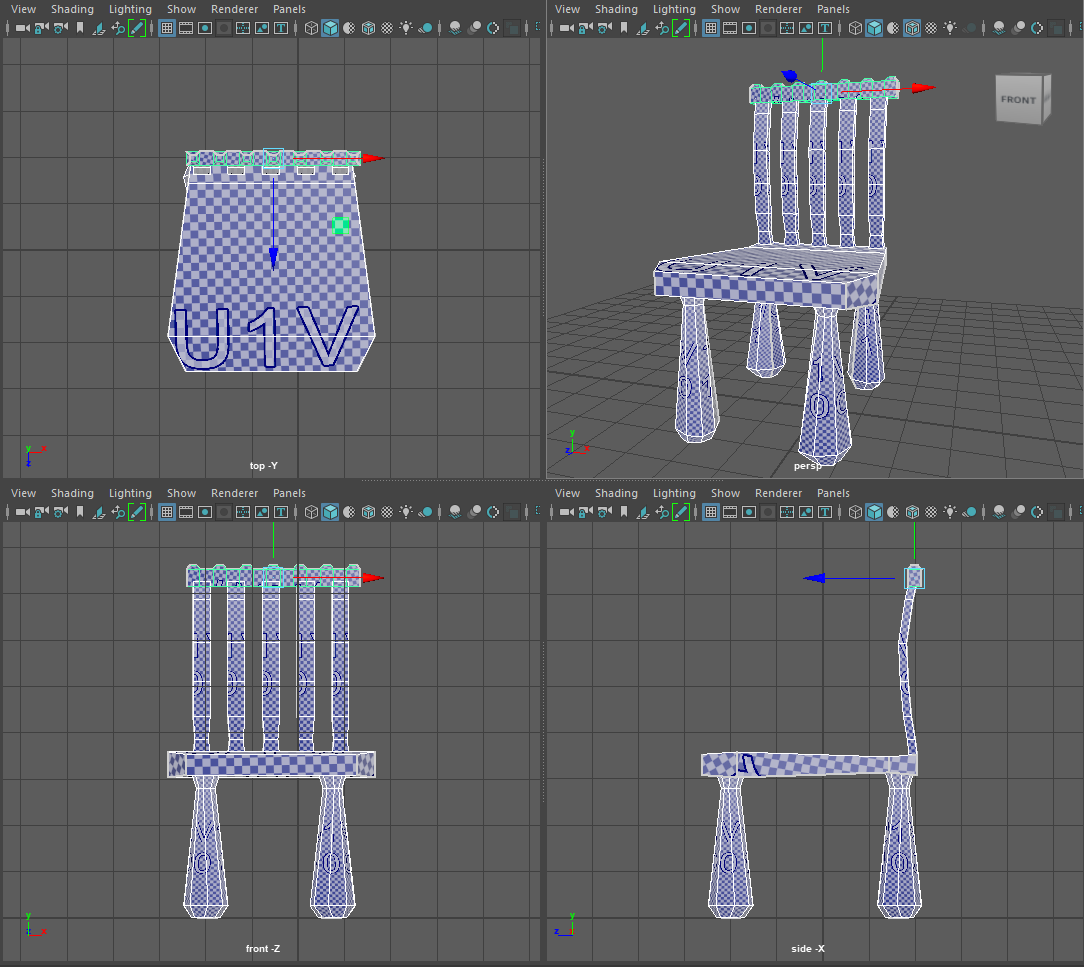 View Shading Lighting Show Renderer Panels
U1V
top -Y
View Shading Lighting Show Renderer Panels
FRONT
persp
View Shading Lighting Show Renderer Panels
front -Z
View Shading Lighting Show Renderer Panels
side -X